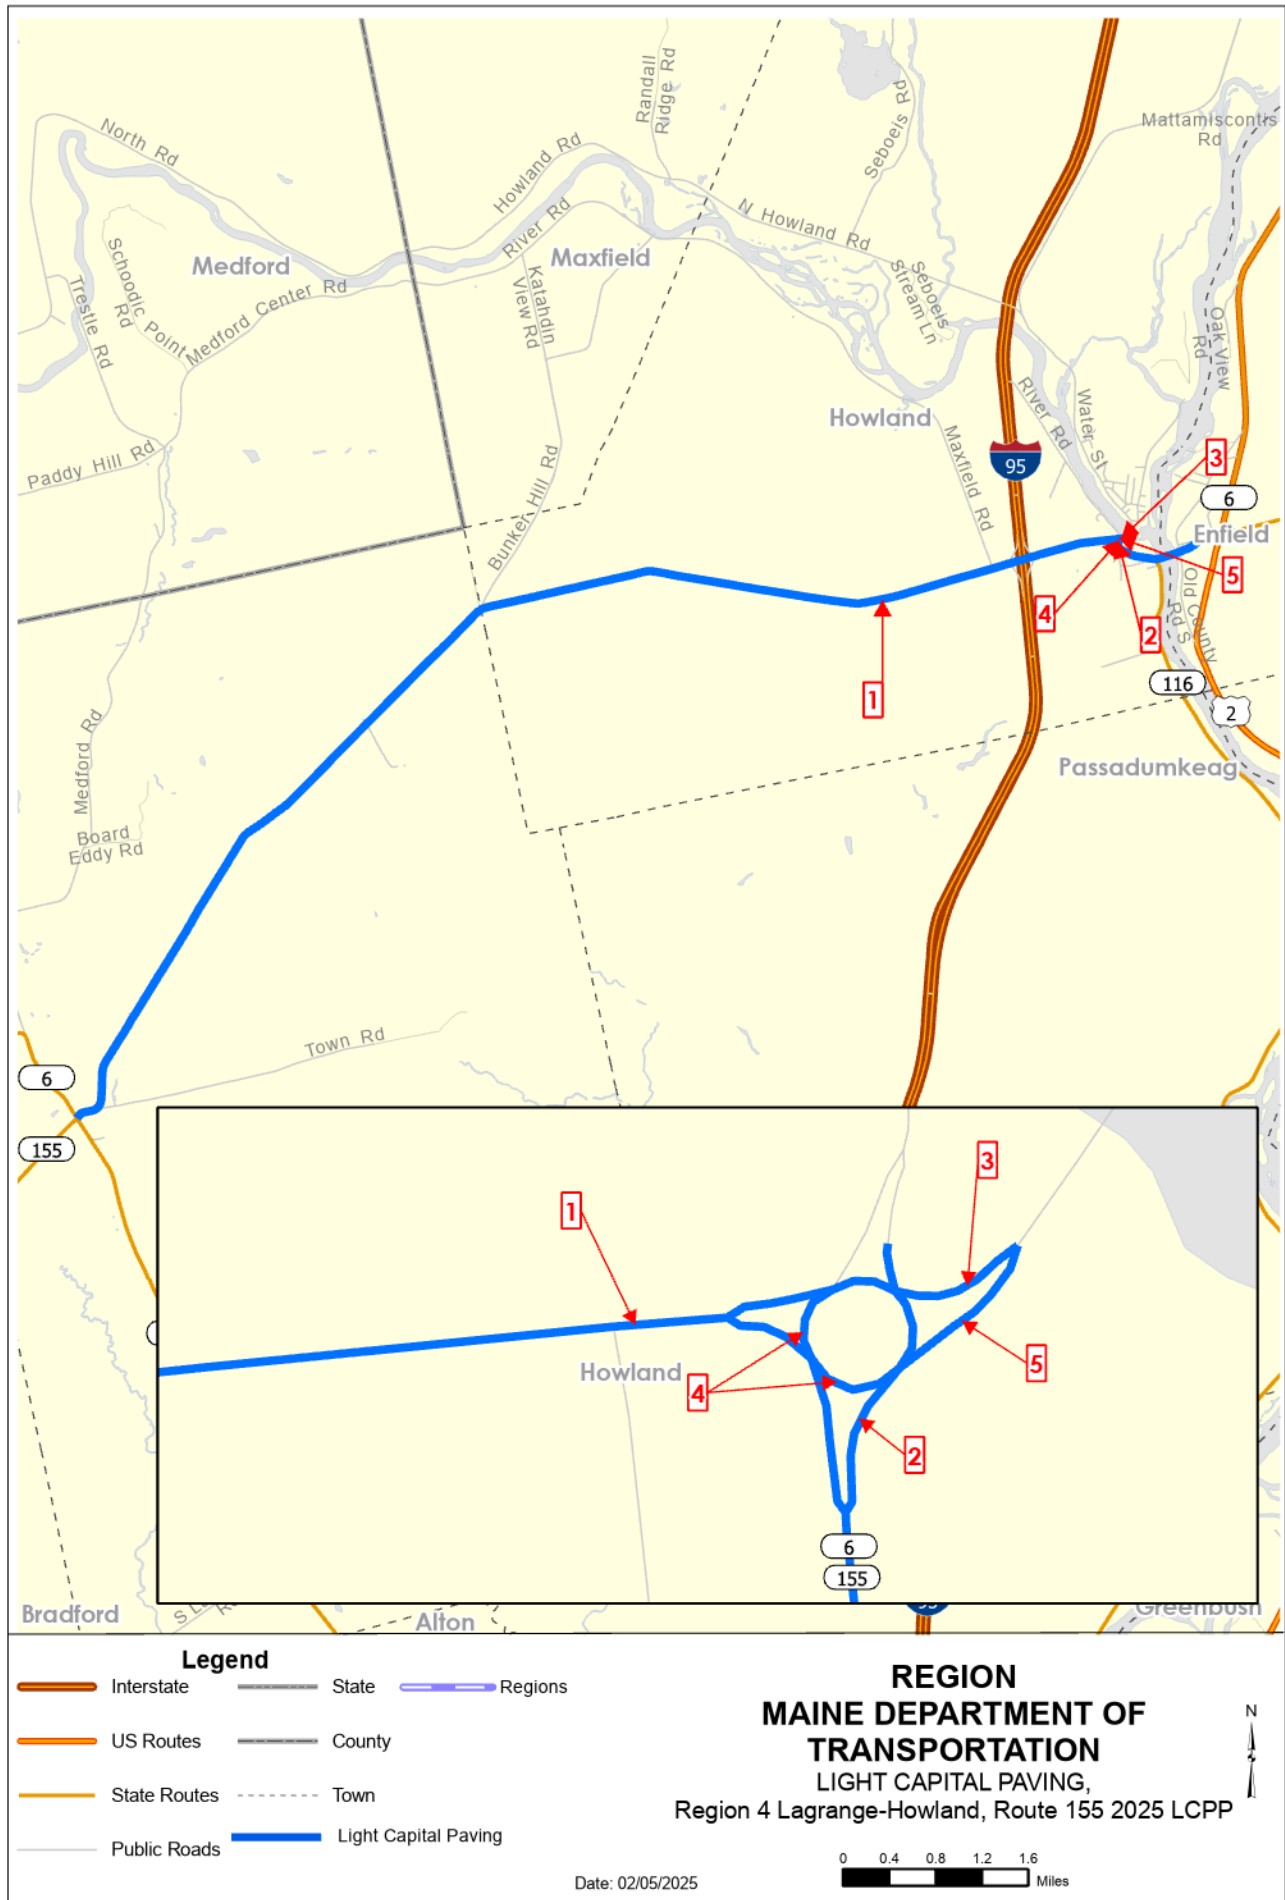 Randall
Ridge Rd
Seboeis Rd
Mattamiscontis
Rd
North Rd
Howland Rd
N Howland Rd
River Rd
Medford
Maxfield
Schoodic Point
Rd
Trestle Rd
Medford Center Rd
Katahdin
View Rd
Seboeis
Stream Ln
Oak View
Rd
River Rd
Water St
Howland
Maxfield Rd
95
3
6
Paddy Hill Rd
Bunker Hill Rd
Enfield
5
4
2
Old County
Rd S
1
116
2
Medford Rd
Passadumkeag
Board
Eddy Rd
Town Rd
6
155
3
1
Howland
5
4
2
6
155
Bradford
Alton
Greenbush
Legend
Interstate
State
Regions
US Routes
County
State Routes
Town
Public Roads
Light Capital Paving
REGION
MAINE DEPARTMENT OF
TRANSPORTATION
LIGHT CAPITAL PAVING,
Region 4 Lagrange-Howland, Route 155 2025 LCPP
N
0 0.4 0.8 1.2 1.6
Miles
Date: 02/05/2025